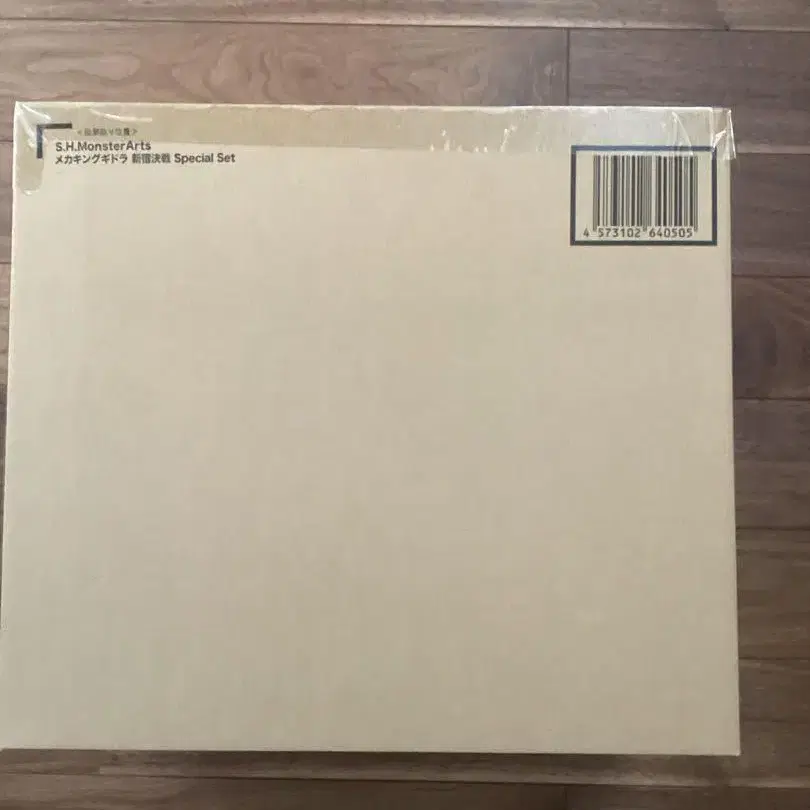 S.H.MonsterArts
メカキングギドラ 新宿決戦 Special Set
4 573102 640505